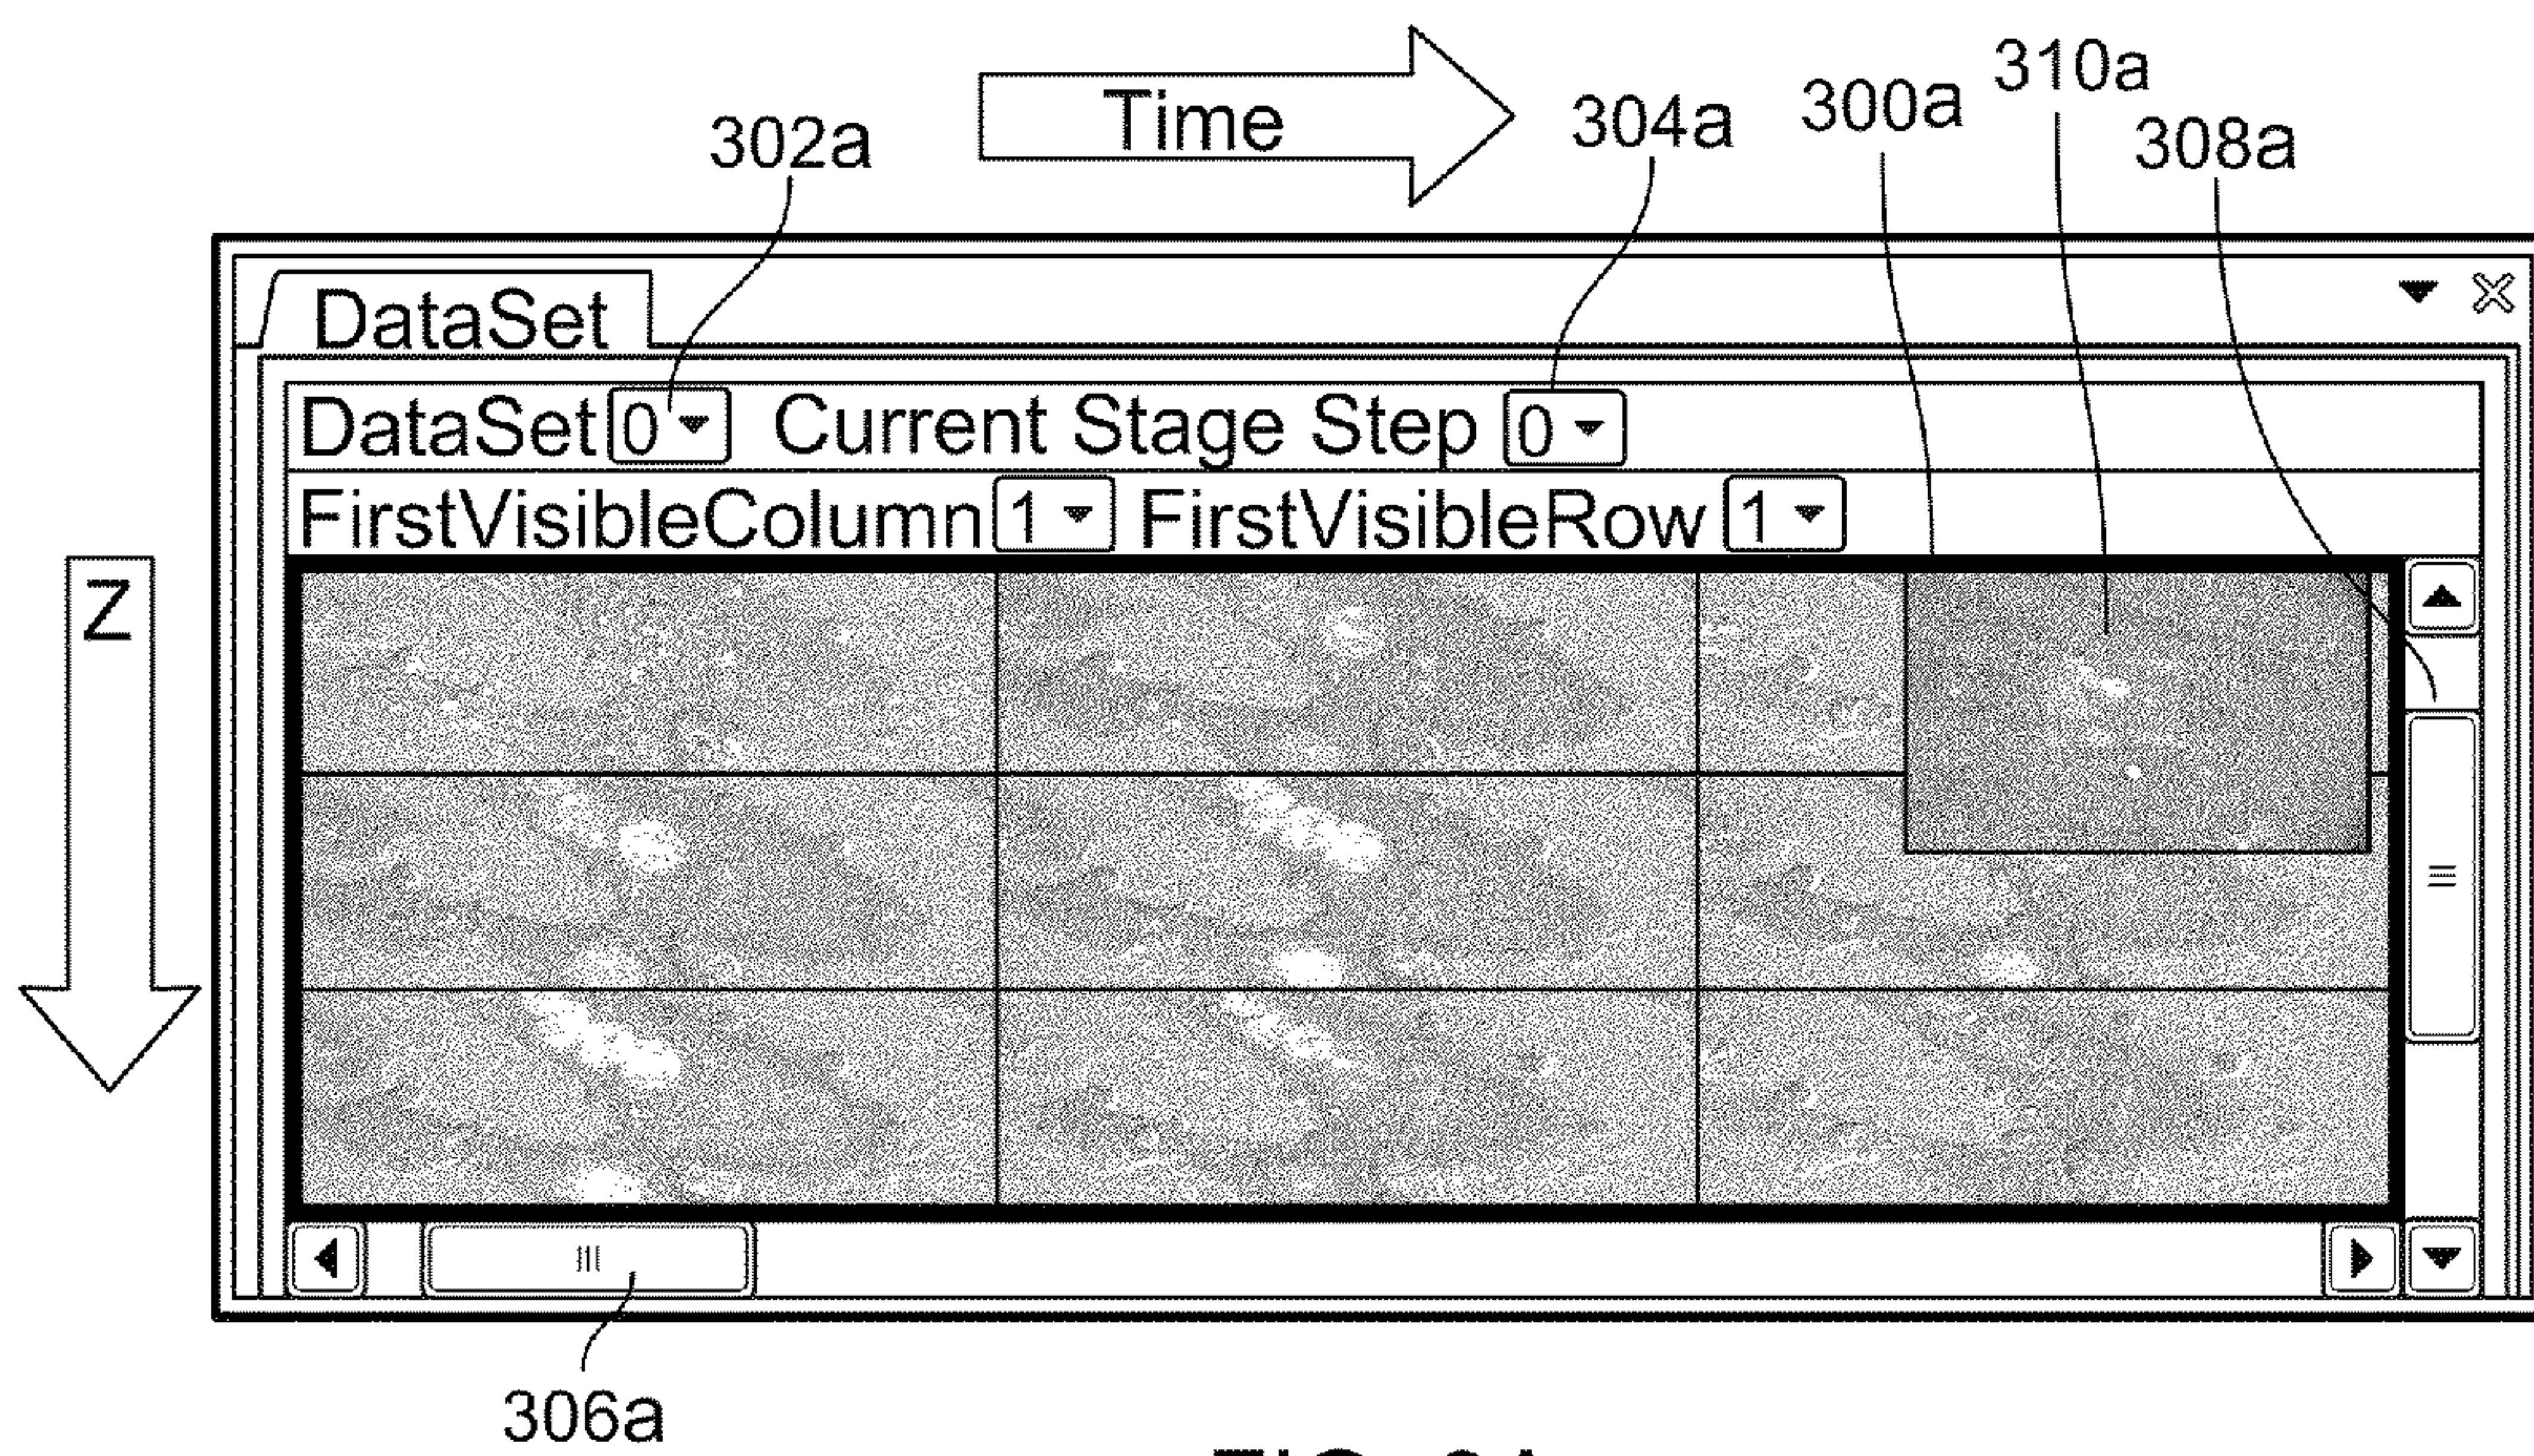 310a
Time
304a
300a
302a
308a
DataSet
DataSet 0 Current Stage Step 0
FirstVisibleColumn 1 FirstVisibleRow 1
Z
306a